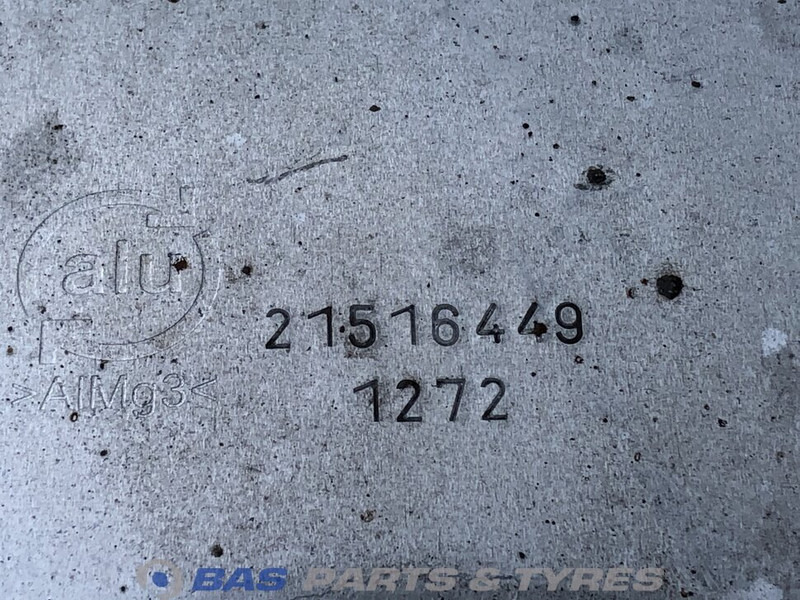 alu
>AlMg3<
21516449
1272
BAS PARTS & TYRES